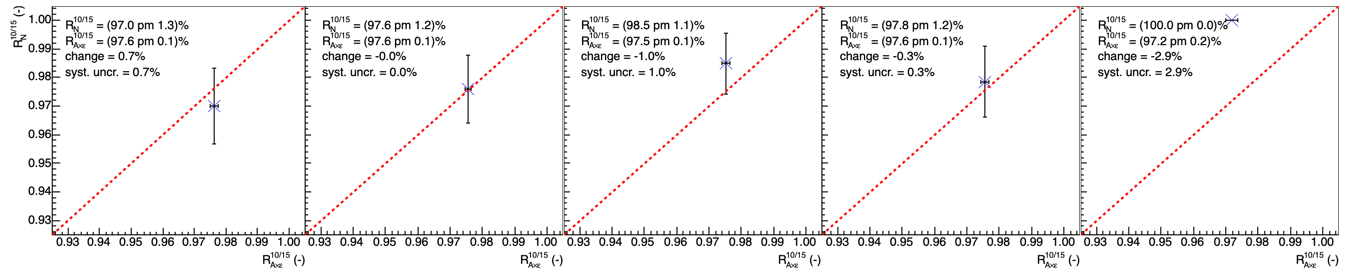 R_N^10/15 (-)
1.00
0.99
0.98
0.97
0.96
0.95
0.94
0.93
R_N^10/15 = (97.0 pm 1.3)%
R_A×ε^10/15 = (97.6 pm 0.1)%
change = 0.7%
syst. uncr. = 0.7%
0.93 0.94 0.95 0.96 0.97 0.98 0.99 1.00
R_A×ε^10/15 (-)
R_N^10/15 = (97.6 pm 1.2)%
R_A×ε^10/15 = (97.6 pm 0.1)%
change = -0.0%
syst. uncr. = 0.0%
0.93 0.94 0.95 0.96 0.97 0.98 0.99 1.00
R_A×ε^10/15 (-)
R_N^10/15 = (98.5 pm 1.1)%
R_A×ε^10/15 = (97.5 pm 0.1)%
change = -1.0%
syst. uncr. = 1.0%
0.93 0.94 0.95 0.96 0.97 0.98 0.99 1.00
R_A×ε^10/15 (-)
R_N^10/15 = (97.8 pm 1.2)%
R_A×ε^10/15 = (97.6 pm 0.1)%
change = -0.3%
syst. uncr. = 0.3%
0.93 0.94 0.95 0.96 0.97 0.98 0.99 1.00
R_A×ε^10/15 (-)
R_N^10/15 = (100.0 pm 0.0)%
R_A×ε^10/15 = (97.2 pm 0.2)%
change = -2.9%
syst. uncr. = 2.9%
0.93 0.94 0.95 0.96 0.97 0.98 0.99 1.00
R_A×ε^10/15 (-)